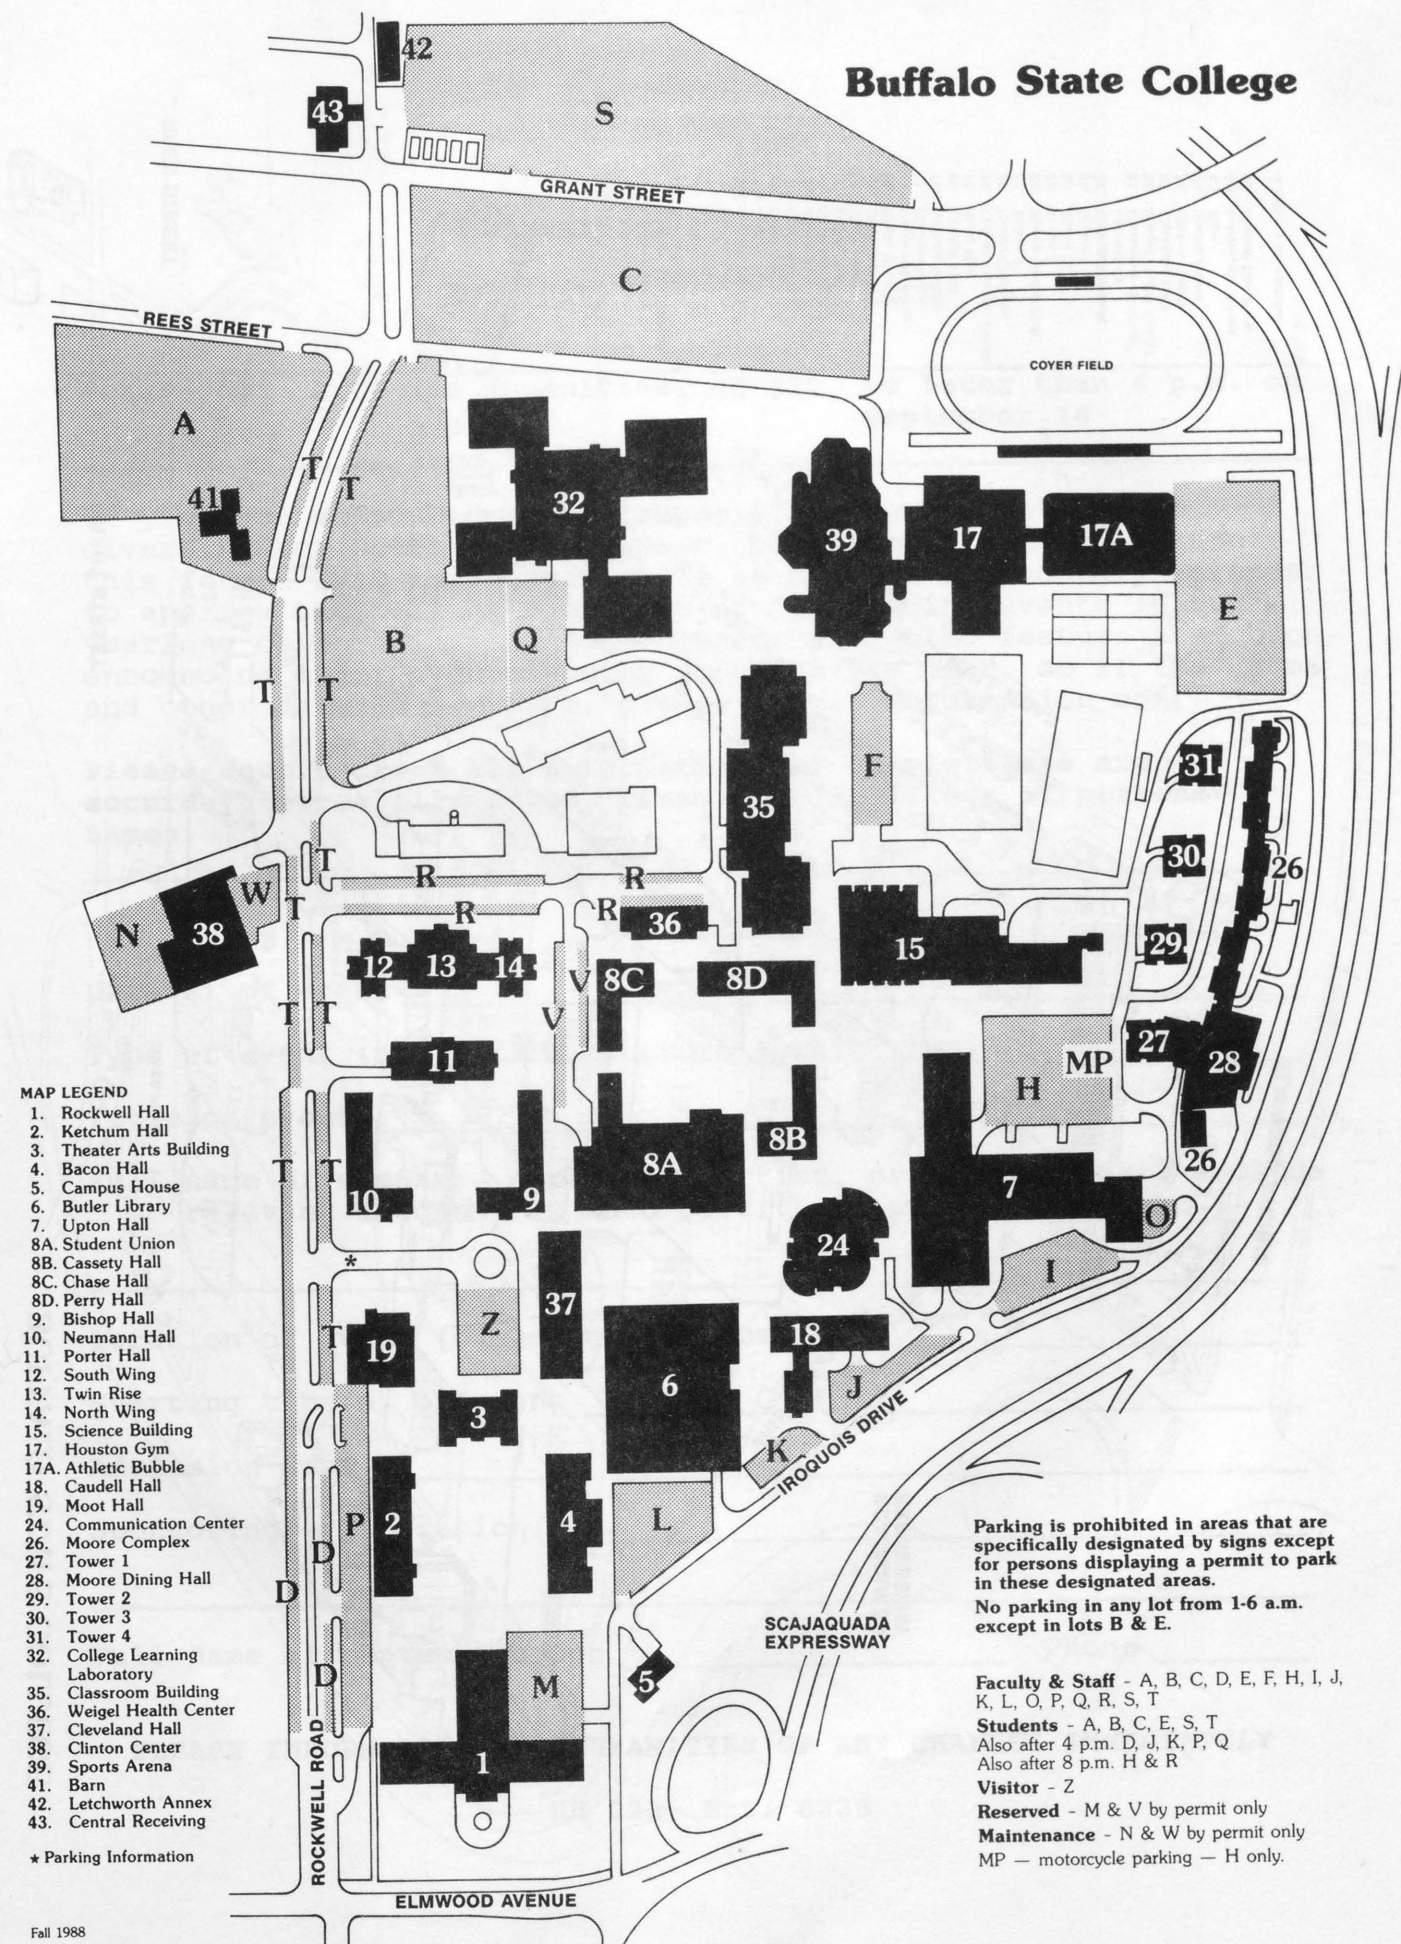 Buffalo State College
42
43
S
GRANT STREET
C
REES STREET
COYER FIELD
A
T
T
41
32
39
17
17A
B
Q
E
T
T
F
31
35
30
26
T
R
R
W
T
R
R
36
N
38
15
29
12
13
14
V
8C
8D
T
T
V
27
28
11
MP
H
8B
8A
26
T
T
10
9
7
O
*
24
I
37
Z
T
19
18
6
J
3
K
IROQUOIS DRIVE
P
2
4
L
D
D
SCAJAQUADA
EXPRESSWAY
D
M
5
1
ROCKWELL ROAD
ELMWOOD AVENUE
MAP LEGEND
1. Rockwell Hall
2. Ketchum Hall
3. Theater Arts Building
4. Bacon Hall
5. Campus House
6. Butler Library
7. Upton Hall
8A. Student Union
8B. Cassety Hall
8C. Chase Hall
8D. Perry Hall
9. Bishop Hall
10. Neumann Hall
11. Porter Hall
12. South Wing
13. Twin Rise
14. North Wing
15. Science Building
17. Houston Gym
17A. Athletic Bubble
18. Caudell Hall
19. Moot Hall
24. Communication Center
26. Moore Complex
27. Tower 1
28. Moore Dining Hall
29. Tower 2
30. Tower 3
31. Tower 4
32. College Learning
Laboratory
35. Classroom Building
36. Weigel Health Center
37. Cleveland Hall
38. Clinton Center
39. Sports Arena
41. Barn
42. Letchworth Annex
43. Central Receiving
★ Parking Information
Fall 1988
Parking is prohibited in areas that are
specifically designated by signs except
for persons displaying a permit to park
in these designated areas.
No parking in any lot from 1-6 a.m.
except in lots B & E.
Faculty & Staff - A, B, C, D, E, F, H, I, J,
K, L, O, P, Q, R, S, T
Students - A, B, C, E, S, T
Also after 4 p.m. D, J, K, P, Q
Also after 8 p.m. H & R
Visitor - Z
Reserved - M & V by permit only
Maintenance - N & W by permit only
MP — motorcycle parking — H only.